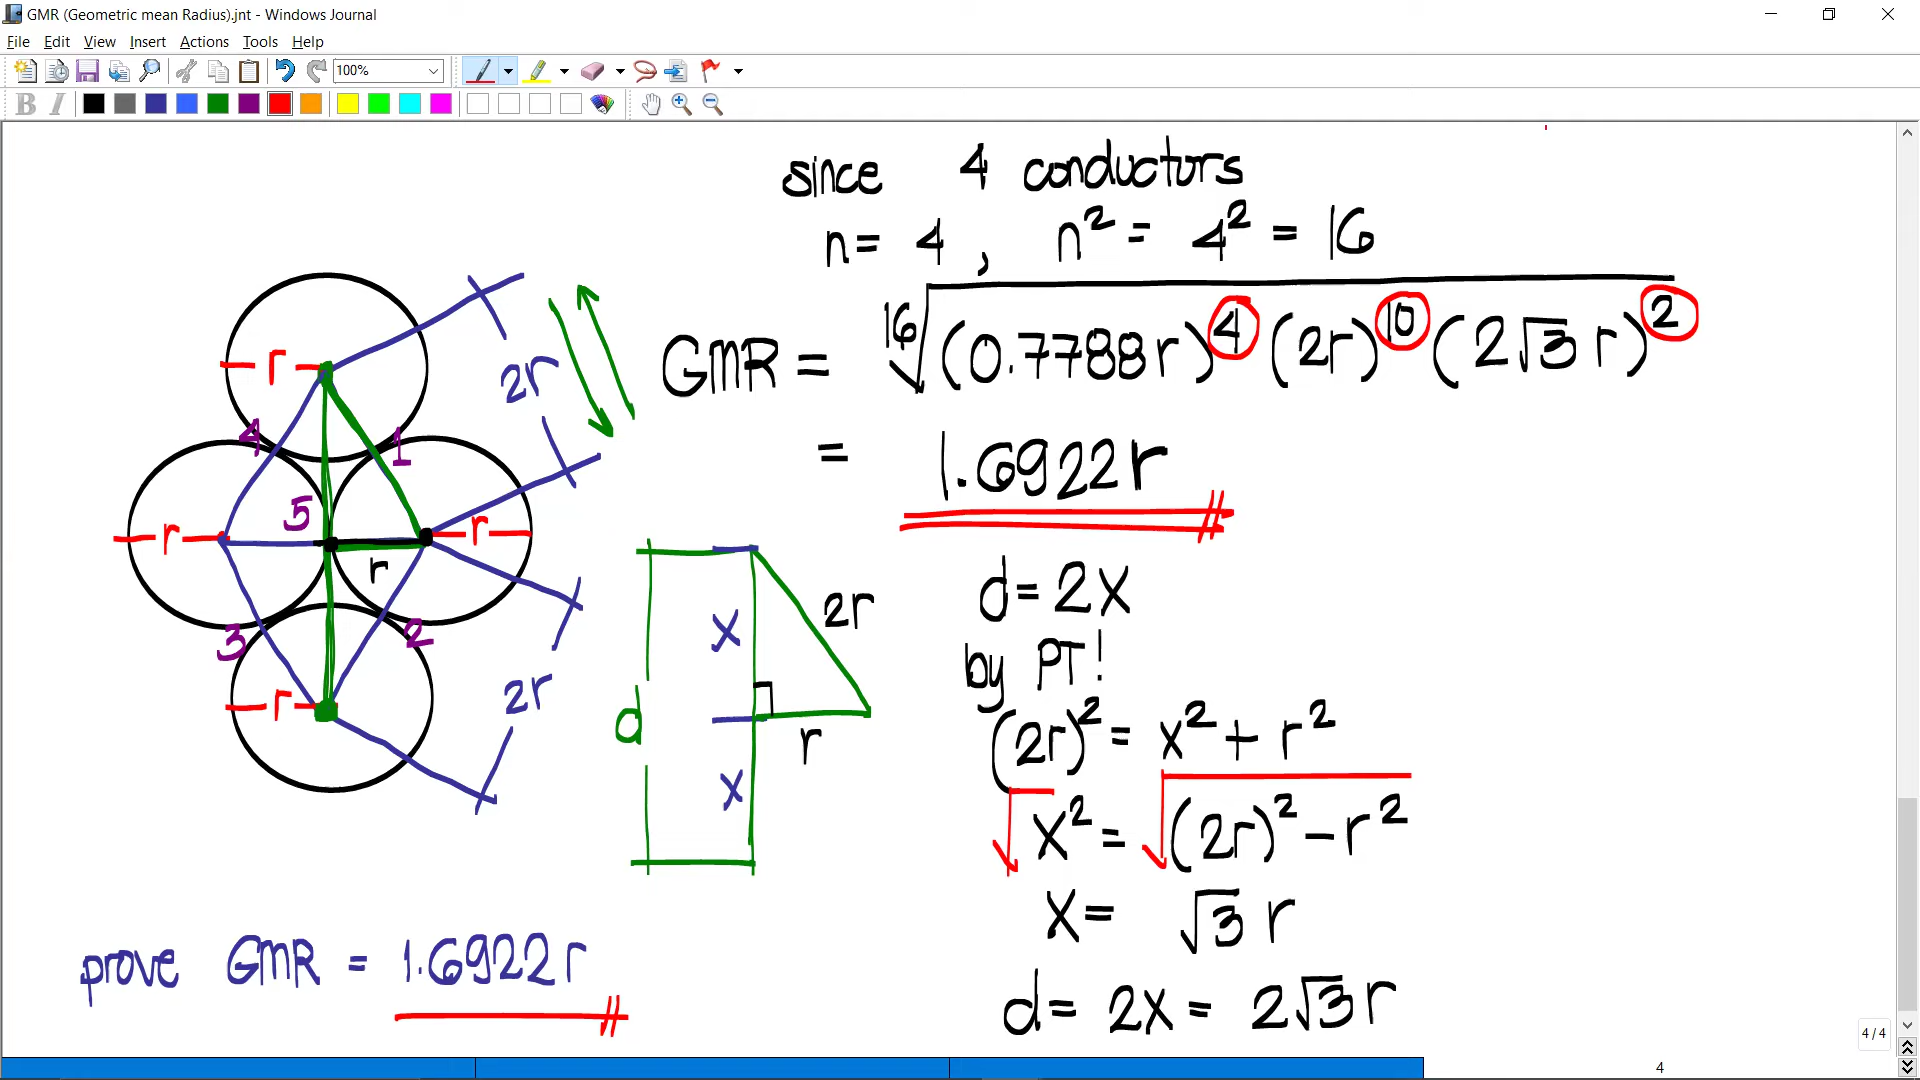 GMR (Geometric mean Radius).jnt - Windows Journal
File Edit View Insert Actions Tools Help
100%
B I
since 4 conductors
n = 4 , n² = 4² = 16
GMR = ¹⁶√(0.7788r)⁴ (2r)¹⁰ (2√3 r)²
= 1.6922r
r
2r
4
1
5
r
r
r
3
2
2r
r
d
x
2r
r
x
d = 2x
by PT!
(2r)² = x² + r²
√x² = √(2r)² - r²
x = √3 r
d = 2x = 2√3 r
prove GMR = 1.6922r
4 / 4
4